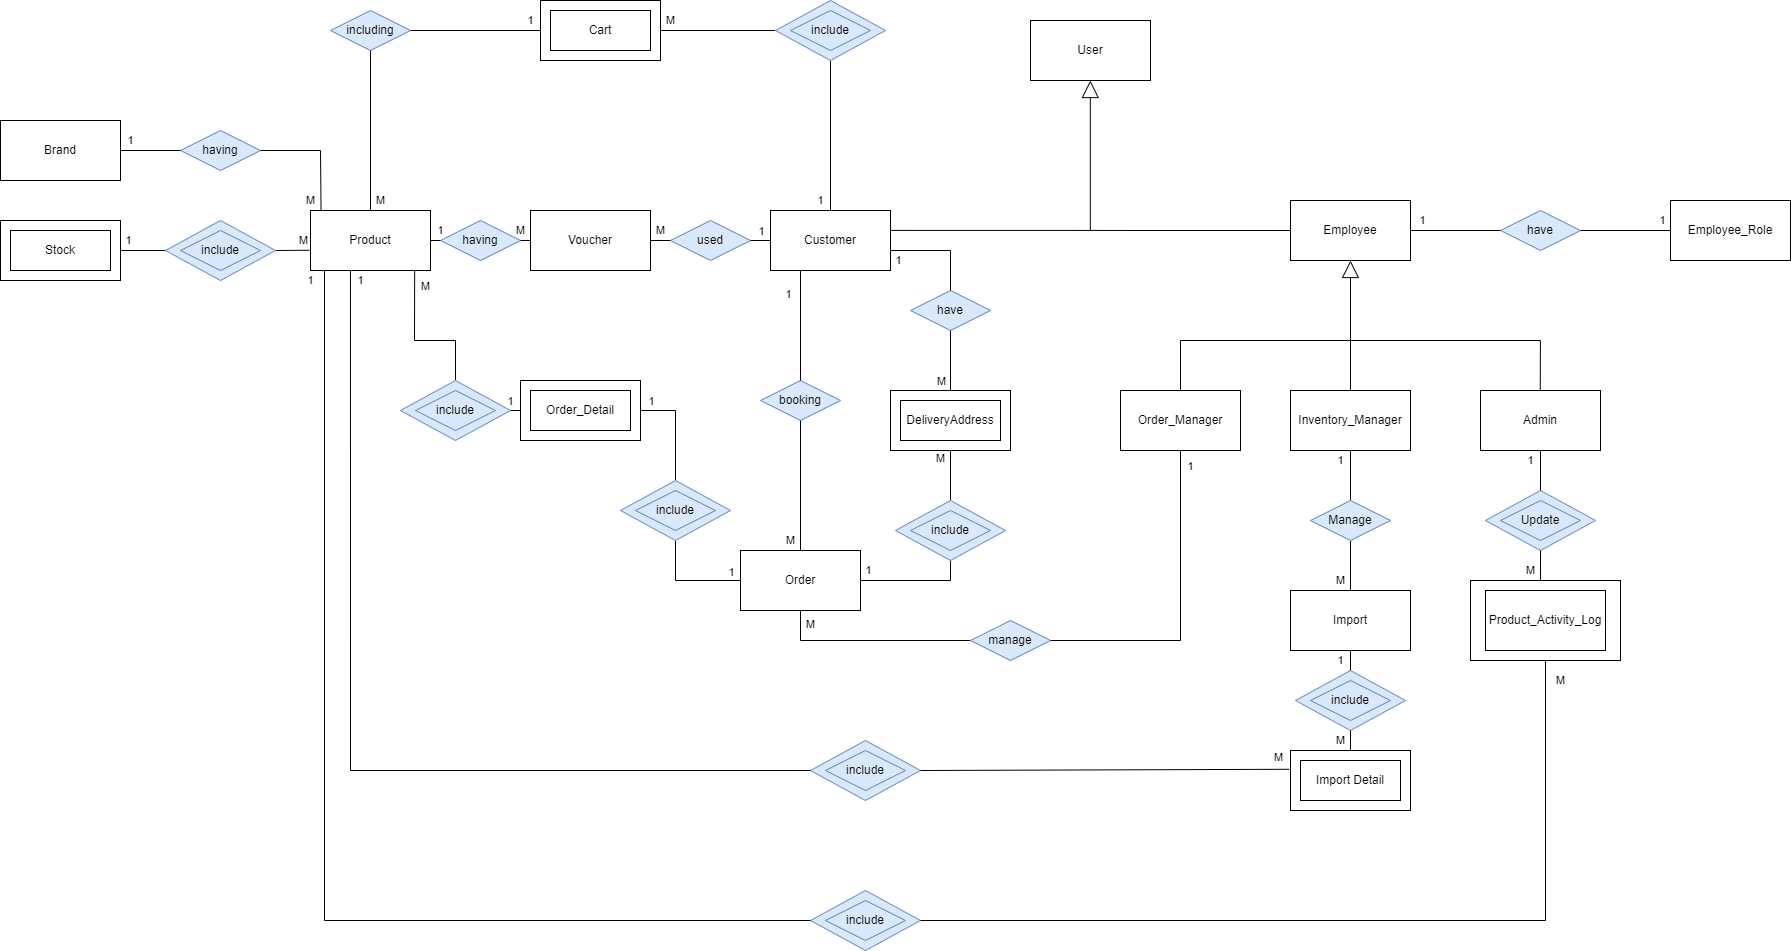 including
1
Cart
M
include
User
Brand
1
having
M
M
1
Stock
1
include
M
Product
1
having
M
Voucher
M
used
1
Customer
Employee
1
have
1
Employee_Role
1
1
M
1
1
have
M
include
1
Order_Detail
1
booking
M
DeliveryAddress
M
Order_Manager
1
Inventory_Manager
1
Admin
1
include
include
Manage
Update
M
1
Order
1
M
manage
M
Import
1
M
Product_Activity_Log
M
include
M
include
M
Import Detail
include